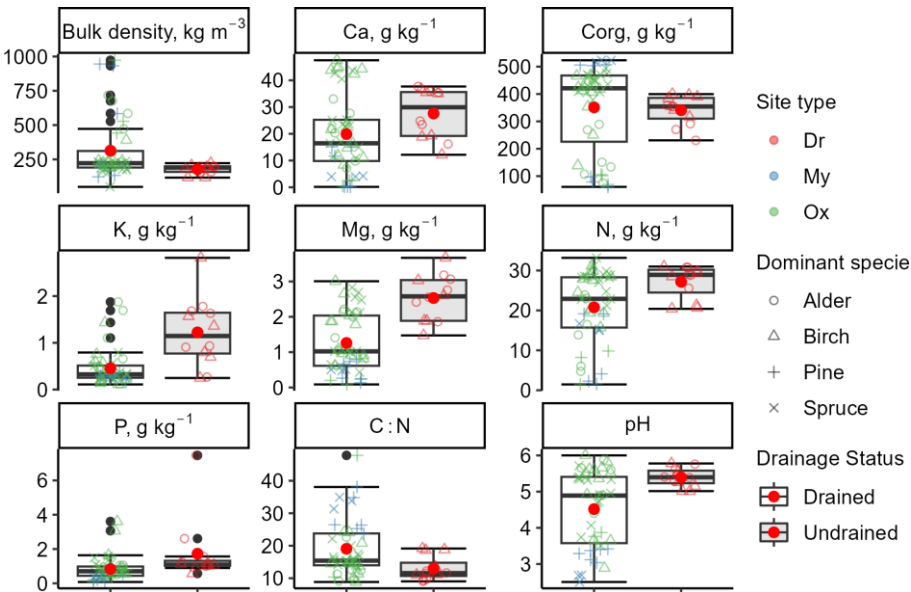 Bulk density, kg m⁻³
Ca, g kg⁻¹
Corg, g kg⁻¹
1000
750
500
250
40
30
20
10
0
500
400
300
200
100
K, g kg⁻¹
Mg, g kg⁻¹
N, g kg⁻¹
2
1
0
3
2
1
0
30
20
10
0
P, g kg⁻¹
C:N
pH
6
4
2
0
40
30
20
10
6
5
4
3
Site type
Dr
My
Ox
Dominant specie
Alder
Birch
Pine
Spruce
Drainage Status
Drained
Undrained